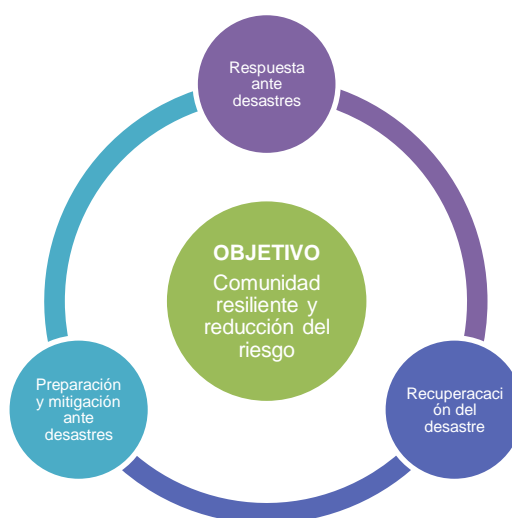 Respuesta
ante
desastres
OBJETIVO
Comunidad
resiliente y
reducción del
riesgo
Preparación
y mitigación
ante
desastres
Recuperacaci
ón del
desastre